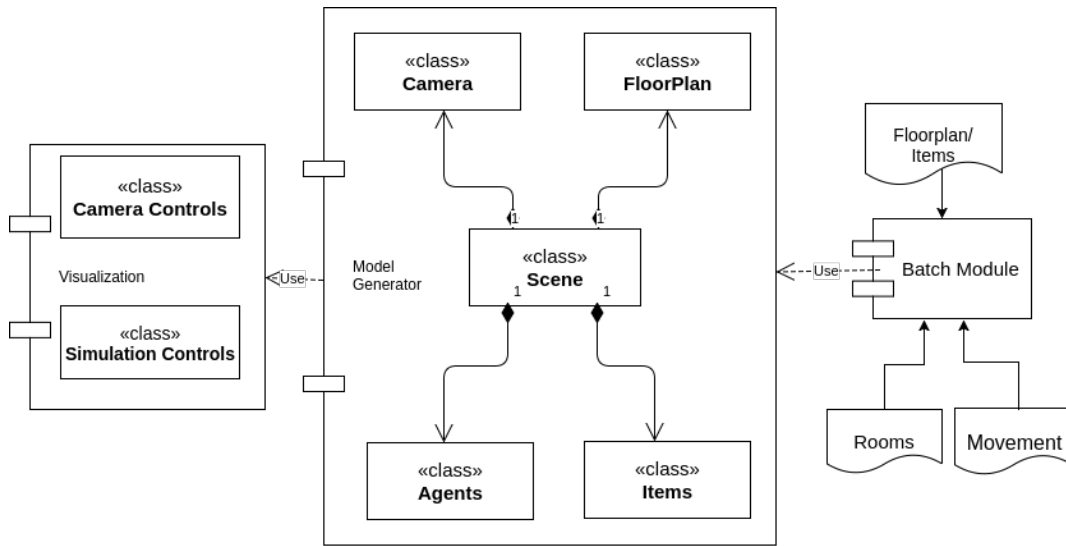 «class»
Camera Controls
Visualization
«class»
Simulation Controls
Use
«class»
Camera
«class»
FloorPlan
1
1
«class»
Scene
1
1
Model
Generator
«class»
Agents
«class»
Items
Use
Floorplan/
Items
Batch Module
Rooms
Movement